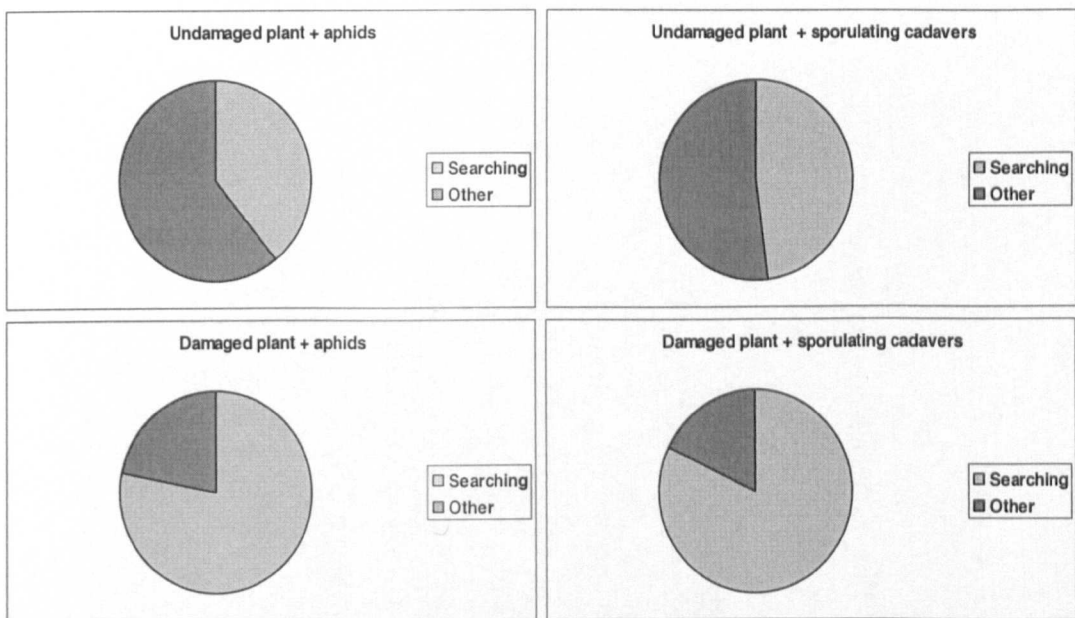 Undamaged plant + aphids
Searching
Other
Undamaged plant + sporulating cadavers
Searching
Other
Damaged plant + aphids
Searching
Other
Damaged plant + sporulating cadavers
Searching
Other